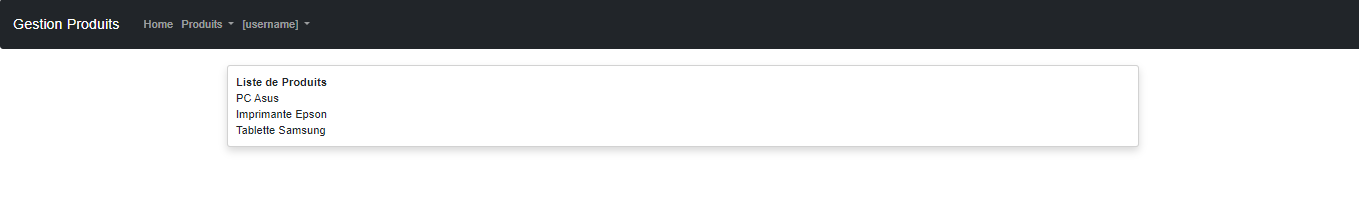 Gestion Produits Home Produits [username]
Liste de Produits
PC Asus
Imprimante Epson
Tablette Samsung